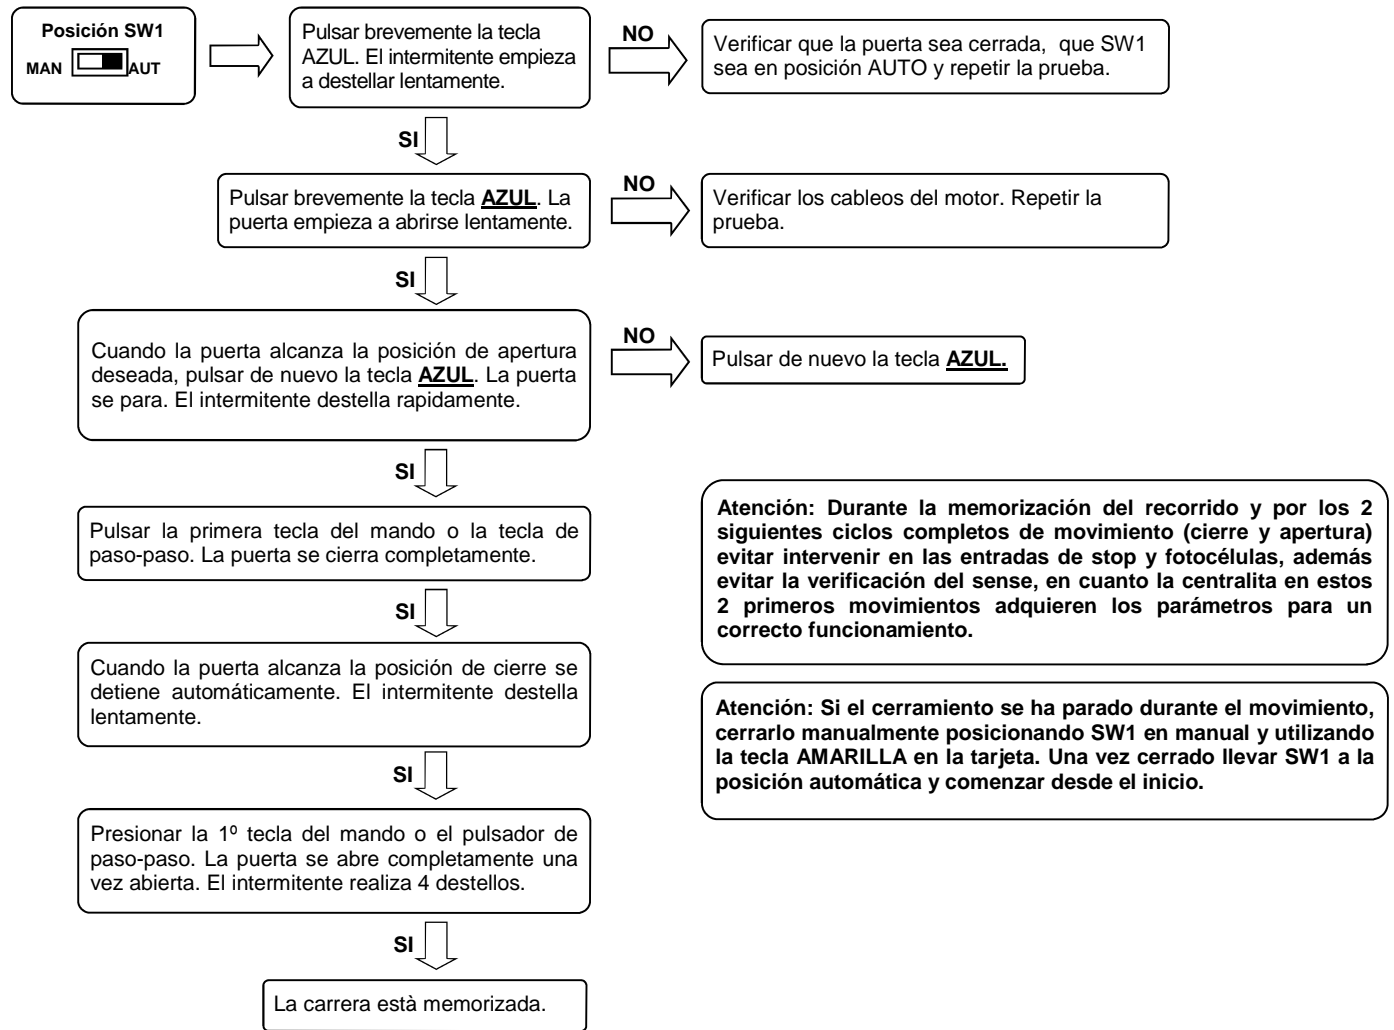 Posición SW1
MAN AUT
Pulsar brevemente la tecla
AZUL. El intermitente empieza
a destellar lentamente.
NO
Verificar que la puerta sea cerrada, que SW1
sea en posición AUTO y repetir la prueba.
SI
Pulsar brevemente la tecla AZUL. La
puerta empieza a abrirse lentamente.
NO
Verificar los cableos del motor. Repetir la
prueba.
SI
Cuando la puerta alcanza la posición de apertura
deseada, pulsar de nuevo la tecla AZUL. La puerta
se para. El intermitente destella rapidamente.
NO
Pulsar de nuevo la tecla AZUL.
SI
Pulsar la primera tecla del mando o la tecla de
paso-paso. La puerta se cierra completamente.
SI
Cuando la puerta alcanza la posición de cierre se
detiene automáticamente. El intermitente destella
lentamente.
SI
Presionar la 1º tecla del mando o el pulsador de
paso-paso. La puerta se abre completamente una
vez abierta. El intermitente realiza 4 destellos.
SI
La carrera està memorizada.
Atención: Durante la memorización del recorrido y por los 2
siguientes ciclos completos de movimiento (cierre y apertura)
evitar intervenir en las entradas de stop y fotocélulas, además
evitar la verificación del sense, en cuanto la centralita en estos
2 primeros movimientos adquieren los parámetros para un
correcto funcionamiento.
Atención: Si el cerramiento se ha parado durante el movimiento,
cerrarlo manualmente posicionando SW1 en manual y utilizando
la tecla AMARILLA en la tarjeta. Una vez cerrado llevar SW1 a la
posición automática y comenzar desde el inicio.